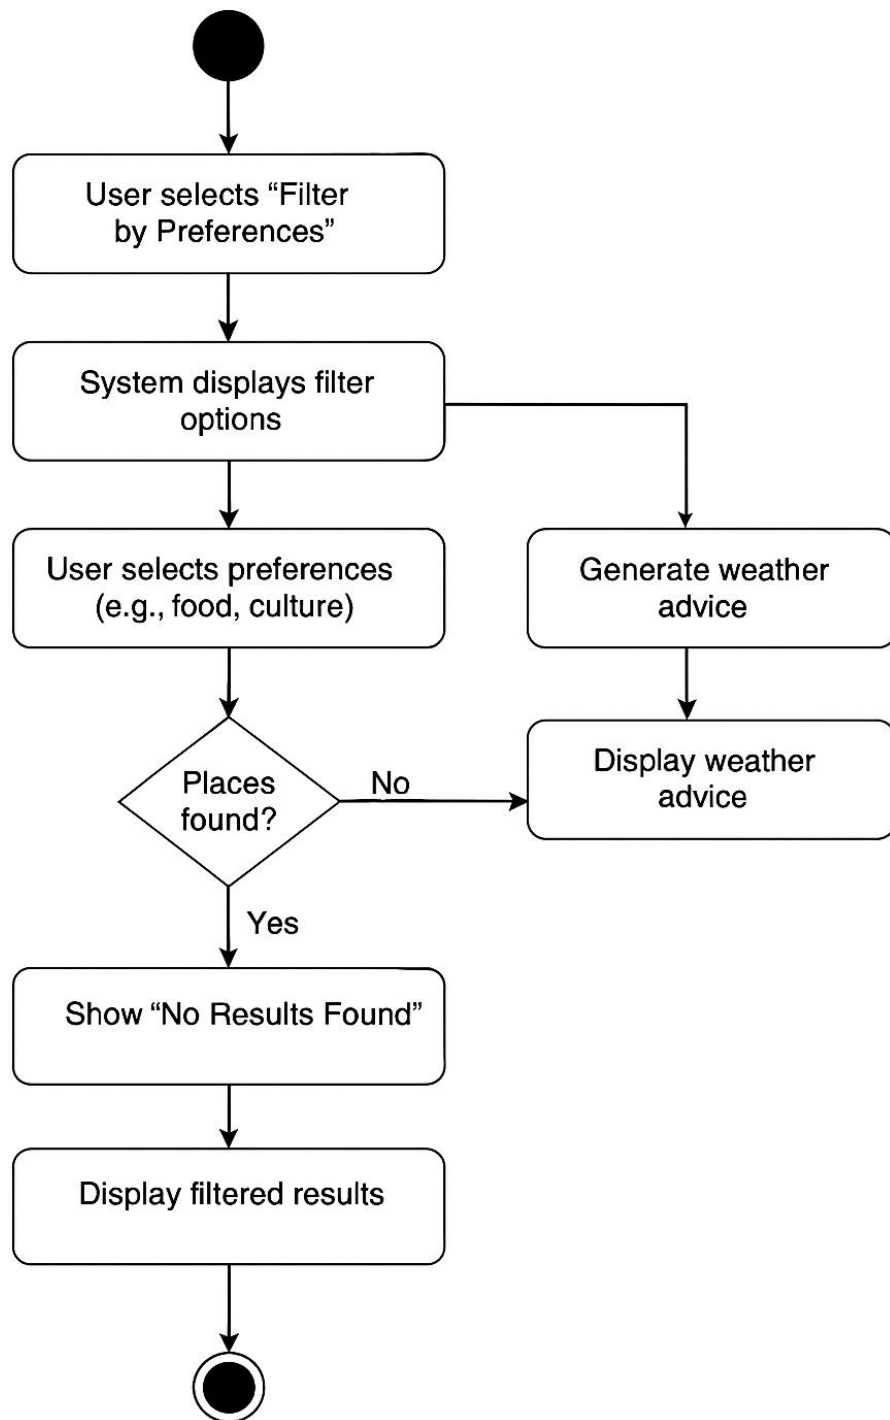 User selects “Filter
by Preferences”
System displays filter
options
User selects preferences
(e.g., food, culture)
Generate weather
advice
Places
found?
No
Display weather
advice
Yes
Show “No Results Found”
Display filtered results